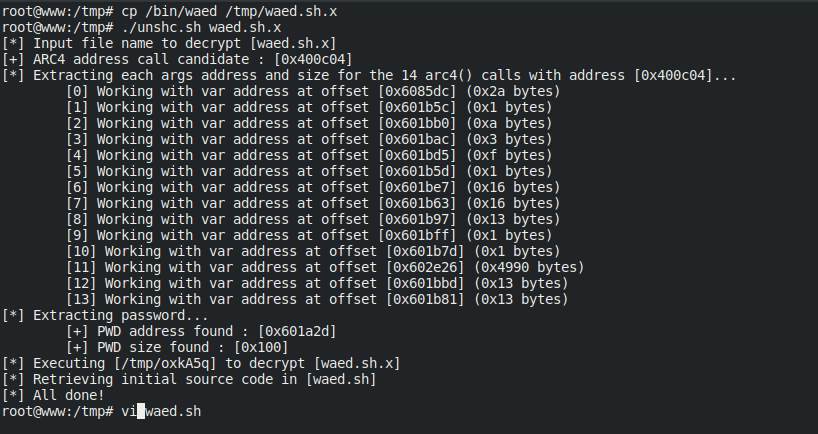 root@www:/tmp# cp /bin/waed /tmp/waed.sh.x
root@www:/tmp# ./unshc.sh waed.sh.x
[*] Input file name to decrypt [waed.sh.x]
[+] ARC4 address call candidate : [0x400c04]
[*] Extracting each args address and size for the 14 arc4() calls with address [0x400c04]...
        [0] Working with var address at offset [0x6085dc] (0x2a bytes)
        [1] Working with var address at offset [0x601b5c] (0x1 bytes)
        [2] Working with var address at offset [0x601bb0] (0xa bytes)
        [3] Working with var address at offset [0x601bac] (0x3 bytes)
        [4] Working with var address at offset [0x601bd5] (0xf bytes)
        [5] Working with var address at offset [0x601b5d] (0x1 bytes)
        [6] Working with var address at offset [0x601be7] (0x16 bytes)
        [7] Working with var address at offset [0x601b63] (0x16 bytes)
        [8] Working with var address at offset [0x601b97] (0x13 bytes)
        [9] Working with var address at offset [0x601bff] (0x1 bytes)
        [10] Working with var address at offset [0x601b7d] (0x1 bytes)
        [11] Working with var address at offset [0x602e26] (0x4990 bytes)
        [12] Working with var address at offset [0x601bbd] (0x13 bytes)
        [13] Working with var address at offset [0x601b81] (0x13 bytes)
[*] Extracting password...
        [+] PWD address found : [0x601a2d]
        [+] PWD size found : [0x100]
[*] Executing [/tmp/oxkA5q] to decrypt [waed.sh.x]
[*] Retrieving initial source code in [waed.sh]
[*] All done!
root@www:/tmp# vi waed.sh